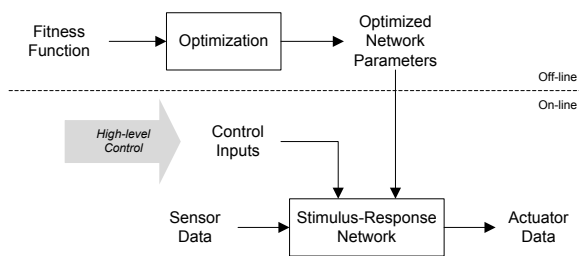 Fitness
Function
Optimization
Optimized
Network
Parameters
Off-line
On-line
High-level
Control
Control
Inputs
Sensor
Data
Stimulus-Response
Network
Actuator
Data